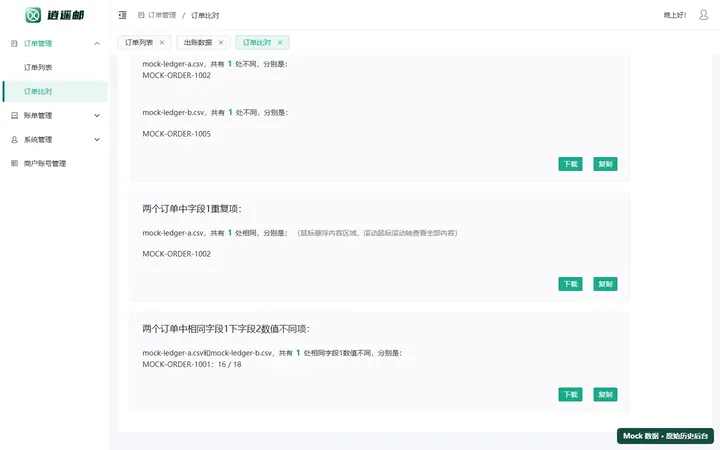 逍遥邮
订单管理 / 订单比对
晚上好!
订单列表 ×
出账数据 ×
订单比对 ×
订单管理
订单列表
订单比对
账单管理
系统管理
商户账号管理
mock-ledger-a.csv，共有 1 处不同，分别是：
MOCK-ORDER-1002
mock-ledger-b.csv，共有 1 处不同，分别是：
MOCK-ORDER-1005
下载 复制
两个订单中字段1重复项：
mock-ledger-a.csv，共有 1 处相同，分别是： （鼠标悬浮内容区域，滚动鼠标滚动轴查看全部内容）
MOCK-ORDER-1002
下载 复制
两个订单中相同字段1下字段2数值不同项：
mock-ledger-a.csv和mock-ledger-b.csv，共有 1 处相同字段1数值不同，分别是：
MOCK-ORDER-1001：16 / 18
下载 复制
Mock 数据 • 原始历史后台